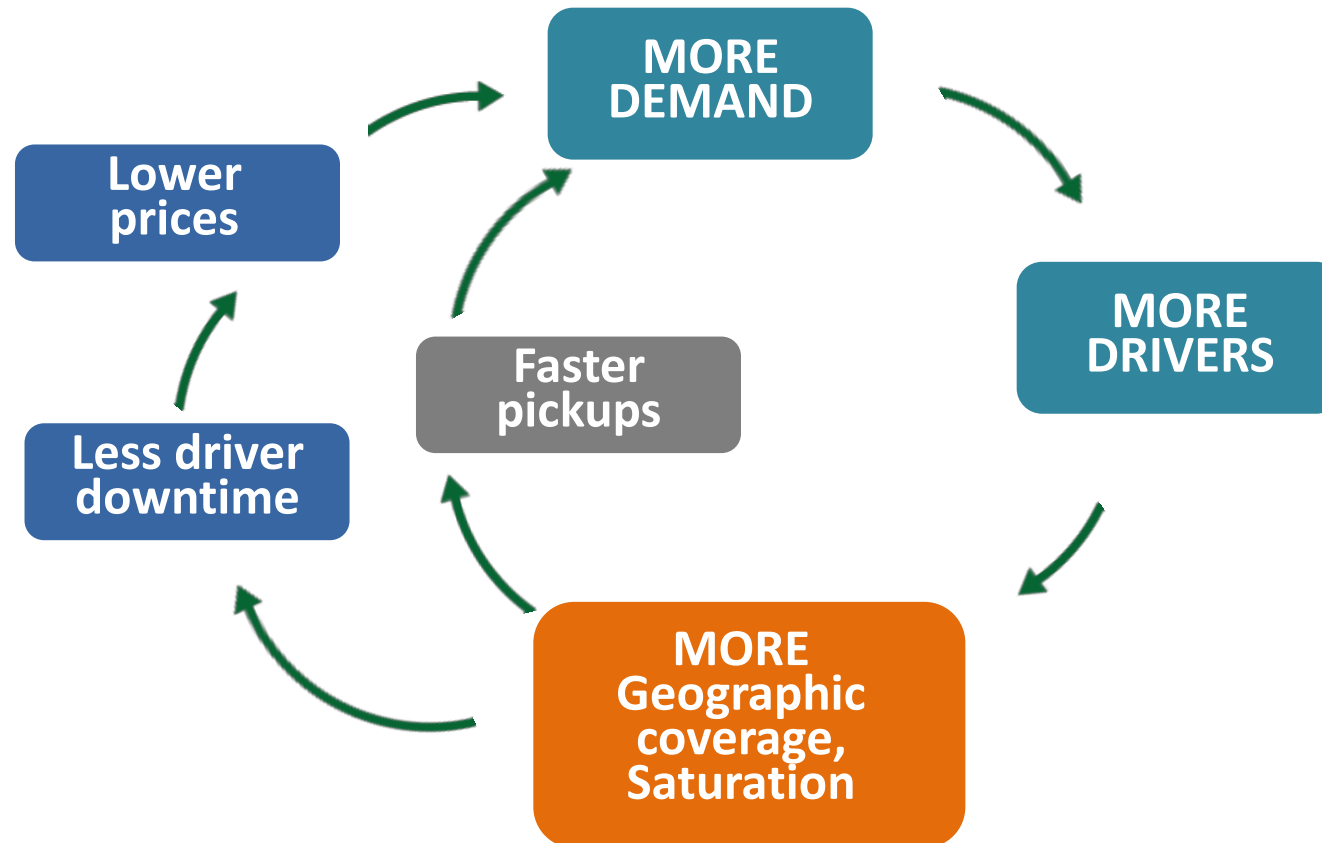 MORE
DEMAND
Lower
prices
MORE
DRIVERS
Faster
pickups
Less driver
downtime
MORE
Geographic
coverage,
Saturation